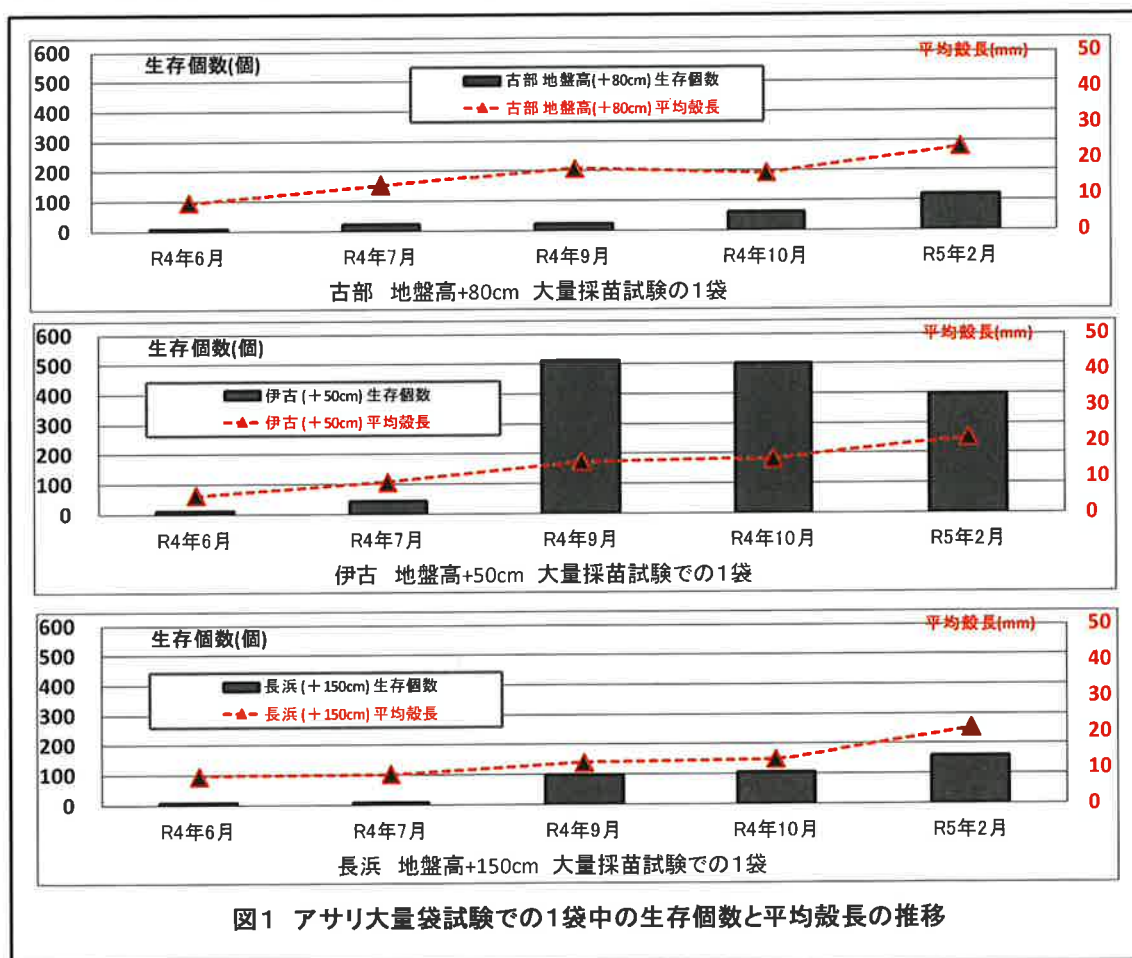 生存個数(個)
平均殻長(mm)
600
500
400
300
200
100
0
50
40
30
20
10
0
古部 地盤高(+80cm) 生存個数
古部 地盤高(+80cm) 平均殻長
R4年6月 R4年7月 R4年9月 R4年10月 R5年2月
古部 地盤高+80cm 大量採苗試験の1袋
生存個数(個)
平均殻長(mm)
600
500
400
300
200
100
0
50
40
30
20
10
0
伊古 (+50cm) 生存個数
伊古 (+50cm) 平均殻長
R4年6月 R4年7月 R4年9月 R4年10月 R5年2月
伊古 地盤高+50cm 大量採苗試験での1袋
生存個数(個)
平均殻長(mm)
600
500
400
300
200
100
0
50
40
30
20
10
0
長浜 (+150cm) 生存個数
長浜 (+150cm) 平均殻長
R4年6月 R4年7月 R4年9月 R4年10月 R5年2月
長浜 地盤高+150cm 大量採苗試験での1袋
図1 アサリ大量袋試験での1袋中の生存個数と平均殻長の推移